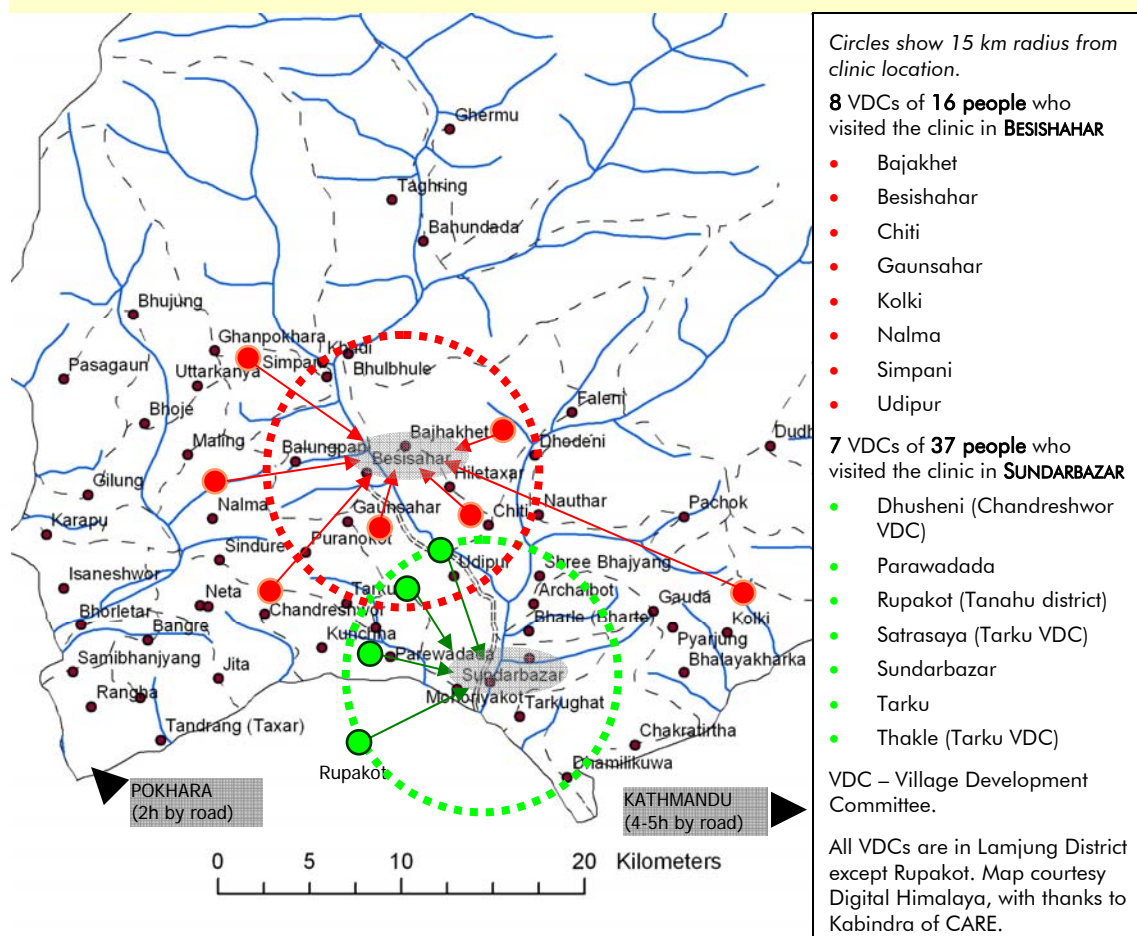 Ghermu
Taghring
Bahundada
Bhujung
Ghanpokhara
Khudi
Simpani
Bhulbhule
Pasagaun
Uttarkanya
Faleni
Bhoje
Bajhakhet
Maling
Balungpani
Dhodeni
Besisahar
Hiletaxar
Gilung
Nalma
Nauthar
Pachok
Gaunsahar
Chiti
Karapu
Puranokot
Sindure
Udipur
Shree Bhajyang
Isaneshwor
Tarku
Archalbot
Neta
Gauda
Bhorletar
Chandreshwor
Bharle (Bharte)
Kolki
Bangre
Kunchha
Pyarjung
Samibhanjyang
Jita
Parewadada
Bhalayakharka
Sundarbazar
Rangha
Mohoriyakot
Tarkughat
Tandrang (Taxar)
Chakratirtha
Rupakot
Dhamilikuwa
POKHARA
(2h by road)
KATHMANDU
(4-5h by road)
0 5 10 20 Kilometers
Circles show 15 km radius from
clinic location.
8 VDCs of 16 people who
visited the clinic in BESISHAHAR
• Bajakhet
• Besishahar
• Chiti
• Gaunsahar
• Kolki
• Nalma
• Simpani
• Udipur
7 VDCs of 37 people who
visited the clinic in SUNDARBAZAR
• Dhusheni (Chandreshwor
VDC)
• Parawadada
• Rupakot (Tanahu district)
• Satrasaya (Tarku VDC)
• Sundarbazar
• Tarku
• Thakle (Tarku VDC)
VDC – Village Development
Committee.
All VDCs are in Lamjung District
except Rupakot. Map courtesy
Digital Himalaya, with thanks to
Kabindra of CARE.